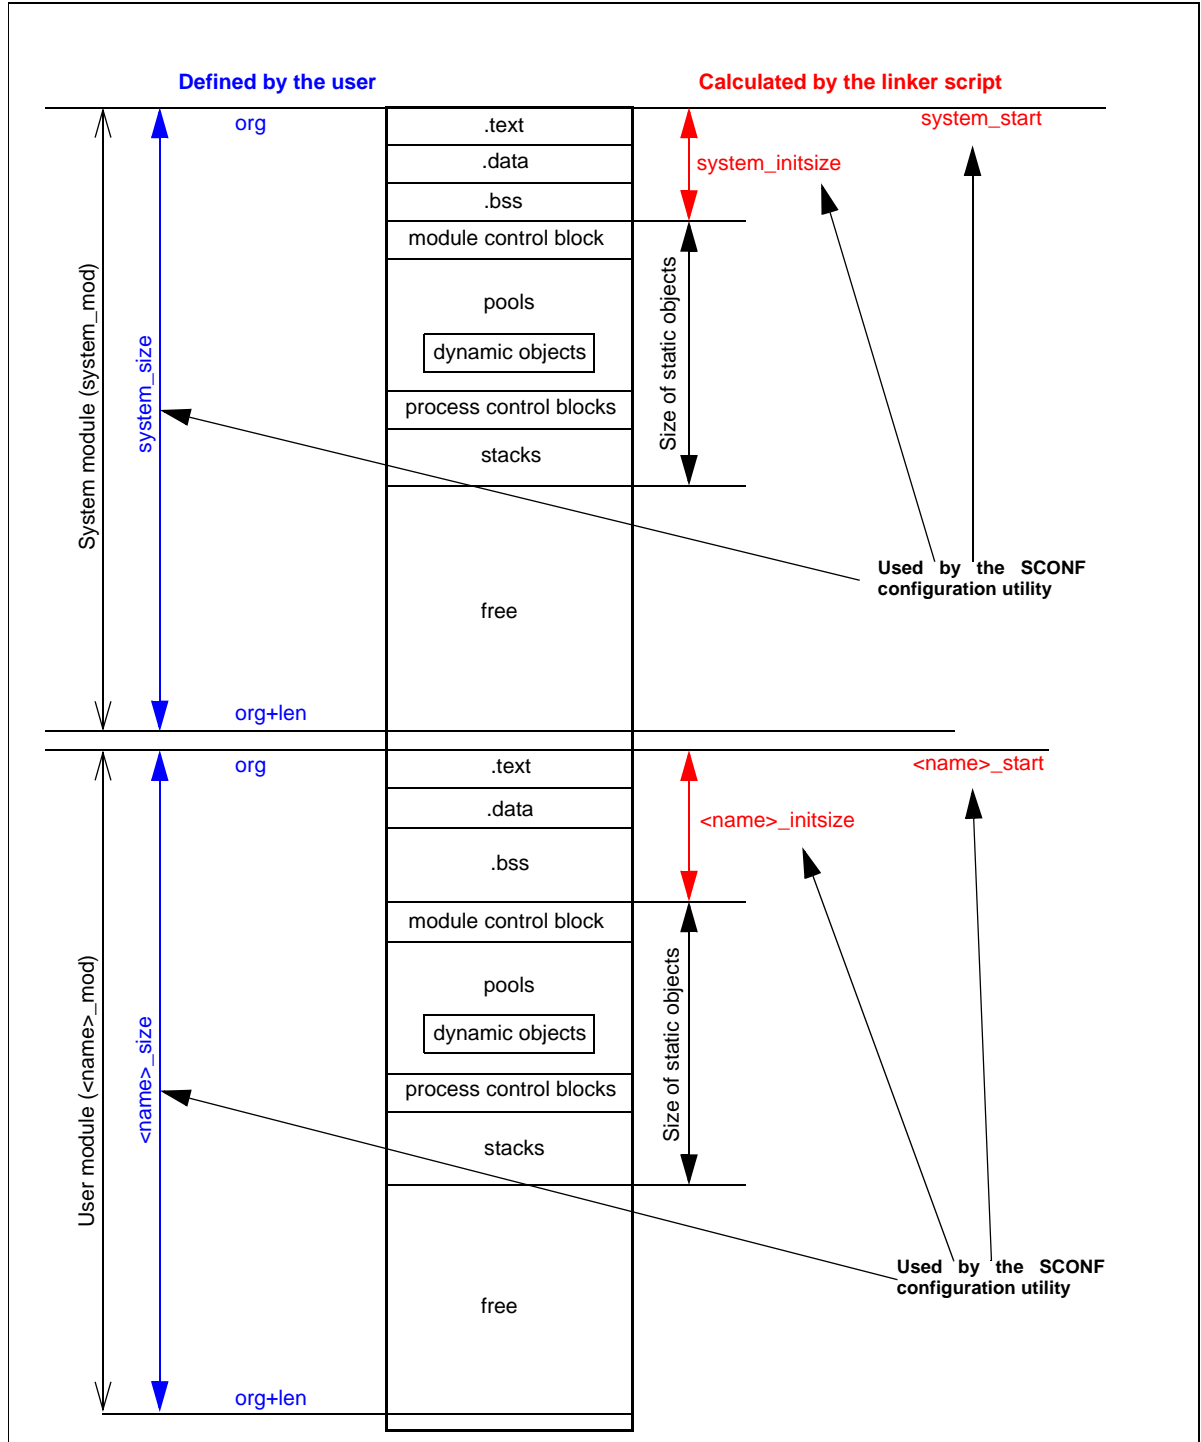 Defined by the user
Calculated by the linker script
org
.text
system_start
.data
system_initsize
.bss
module control block
System module (system_mod)
system_size
pools
dynamic objects
Size of static objects
process control blocks
stacks
Used by the SCONF
configuration utility
free
org+len
org
.text
<name>_start
.data
<name>_initsize
.bss
module control block
User module (<name>_mod)
<name>_size
pools
dynamic objects
Size of static objects
process control blocks
stacks
Used by the SCONF
configuration utility
free
org+len